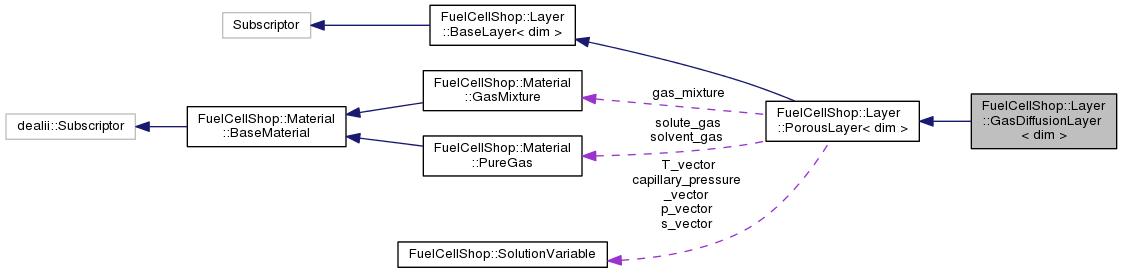 Subscriptor
FuelCellShop::Layer
::BaseLayer< dim >
dealii::Subscriptor
FuelCellShop::Material
::BaseMaterial
FuelCellShop::Material
::GasMixture
FuelCellShop::Material
::PureGas
FuelCellShop::SolutionVariable
gas_mixture
solute_gas
solvent_gas
T_vector
capillary_pressure
_vector
p_vector
s_vector
FuelCellShop::Layer
::PorousLayer< dim >
FuelCellShop::Layer
::GasDiffusionLayer
< dim >